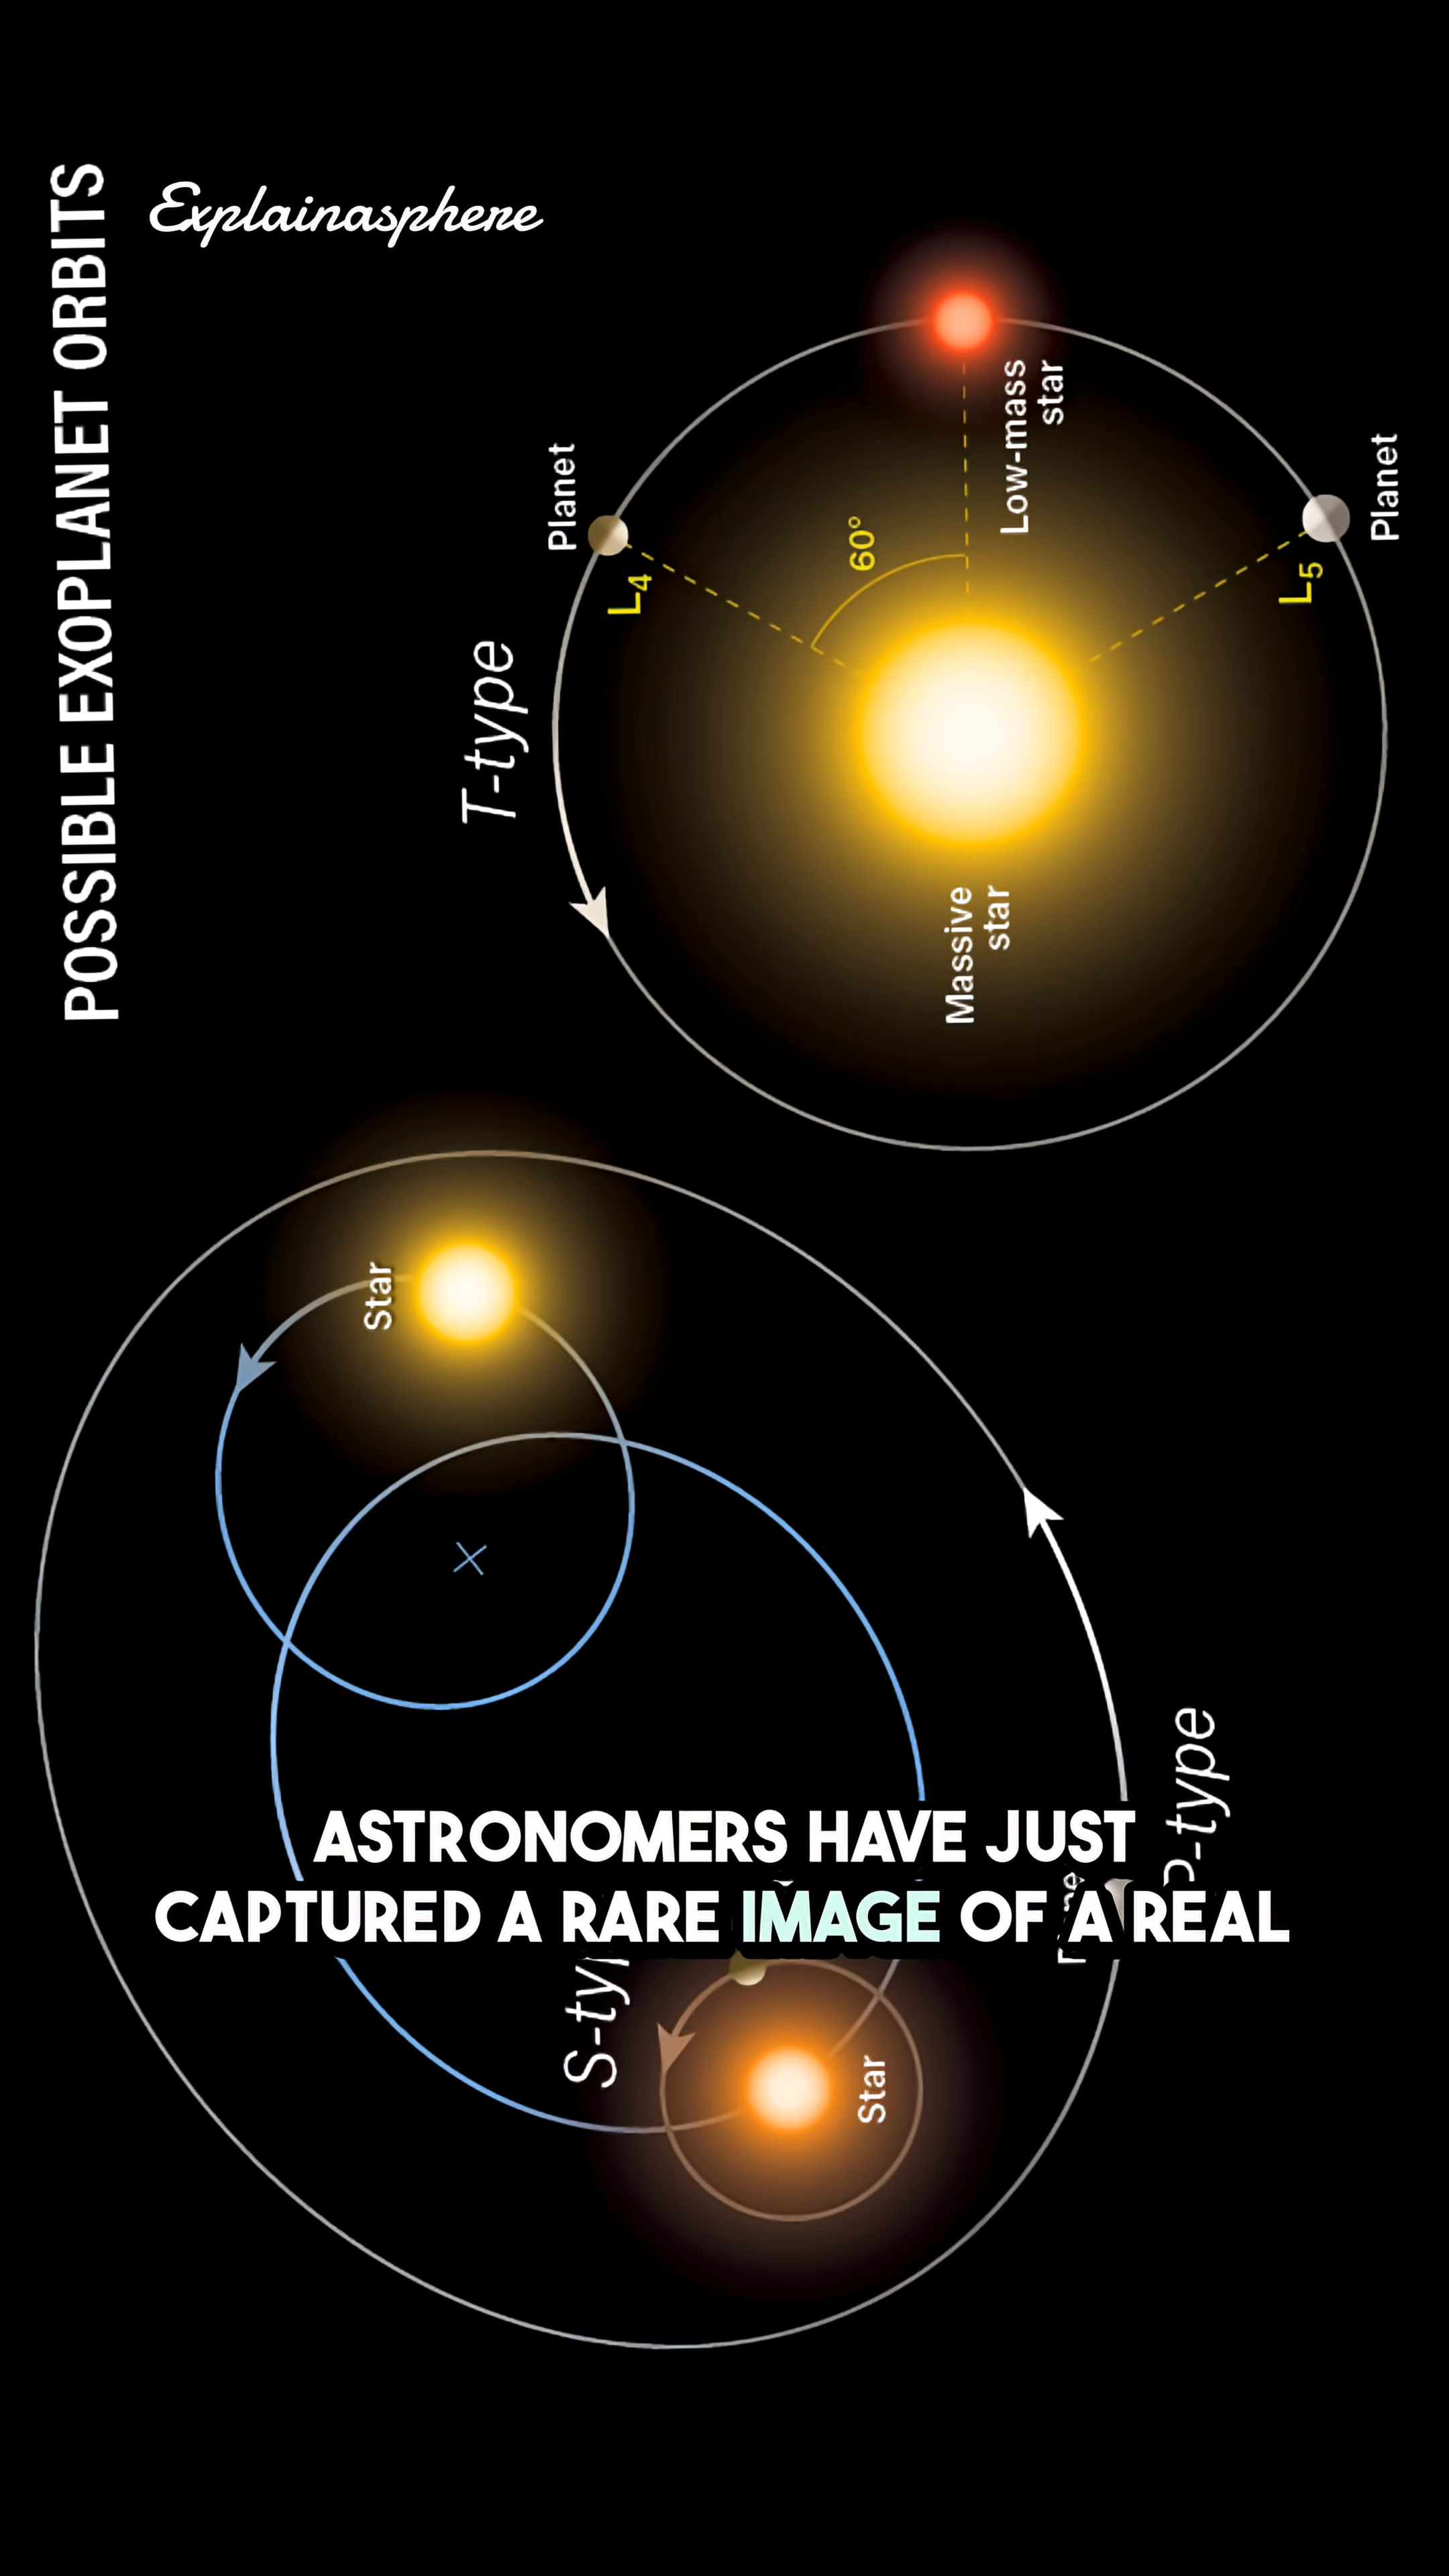 POSSIBLE EXOPLANET ORBITS
Explainasphere
T-type
Planet
L4
60°
Low-mass
star
Planet
L5
Massive
star
Star
P-type
ASTRONOMERS HAVE JUST
CAPTURED A RARE IMAGE OF A REAL
Star